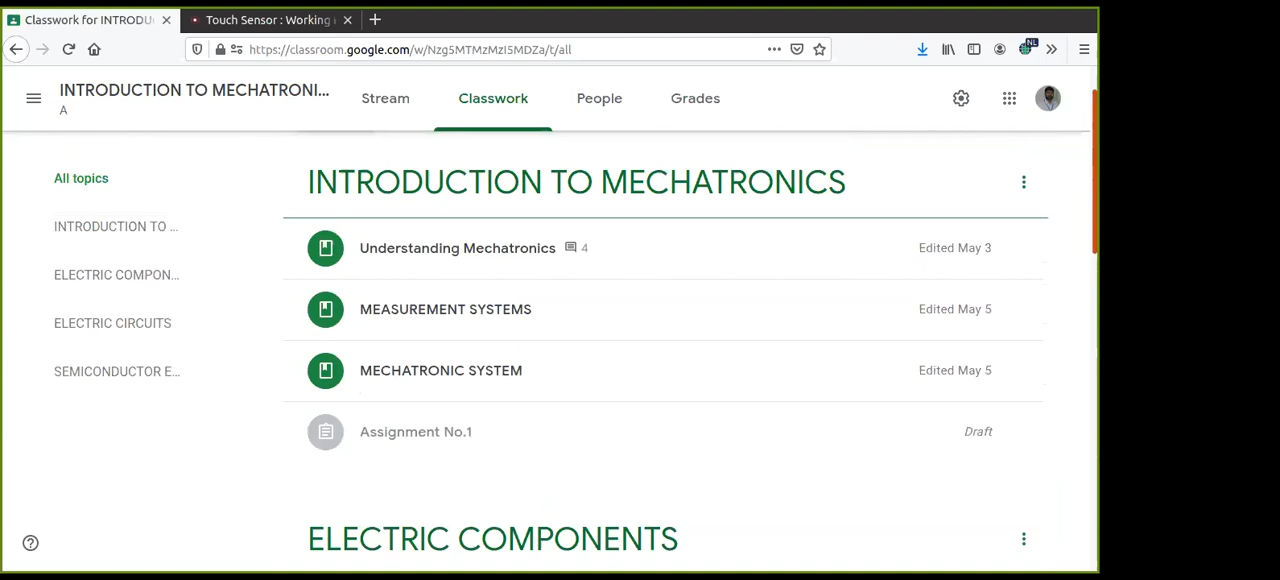 Classwork for INTRODU
Touch Sensor : Working
https://classroom.google.com/w/Nzg5MTMzMzI5MDZa/t/all
NL
INTRODUCTION TO MECHATRONI...
A
Stream
Classwork
People
Grades
All topics
INTRODUCTION TO ...
ELECTRIC COMPON...
ELECTRIC CIRCUITS
SEMICONDUCTOR E...
INTRODUCTION TO MECHATRONICS
Understanding Mechatronics 4
Edited May 3
MEASUREMENT SYSTEMS
Edited May 5
MECHATRONIC SYSTEM
Edited May 5
Assignment No.1
Draft
ELECTRIC COMPONENTS